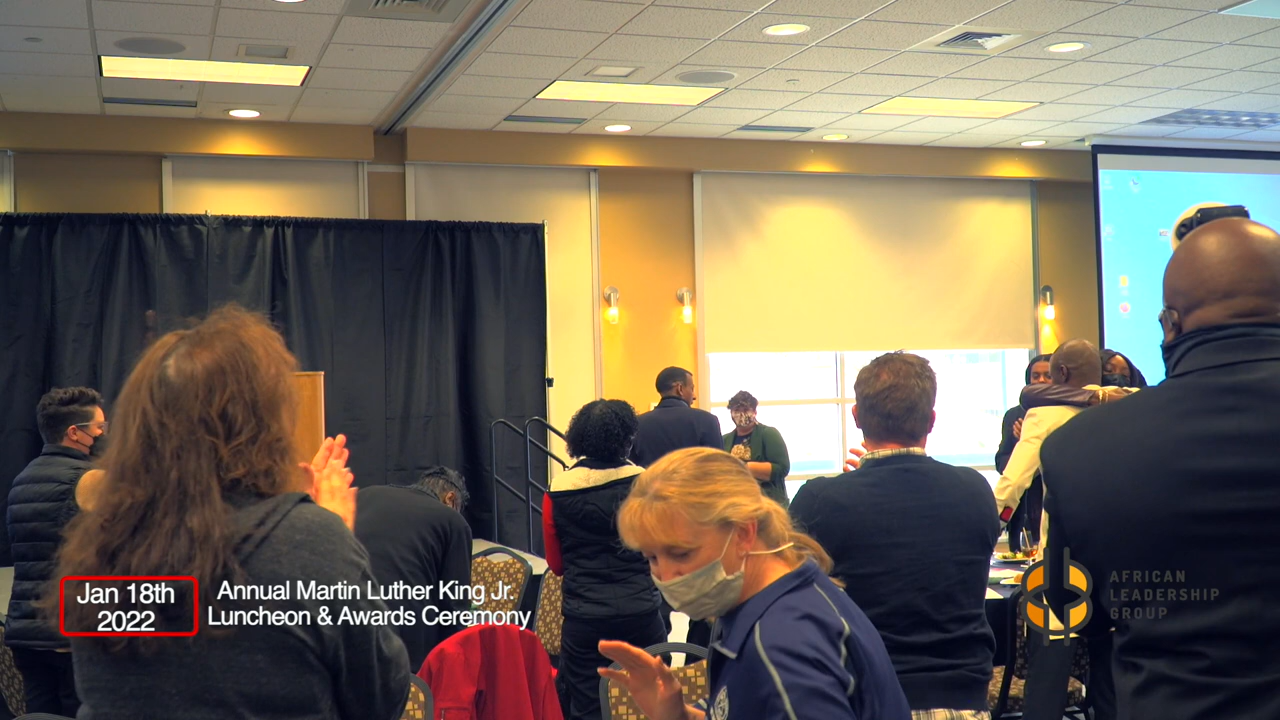 Jan 18th
2022
Annual Martin Luther King Jr.
Luncheon & Awards Ceremony
AFRICAN
LEADERSHIP
GROUP